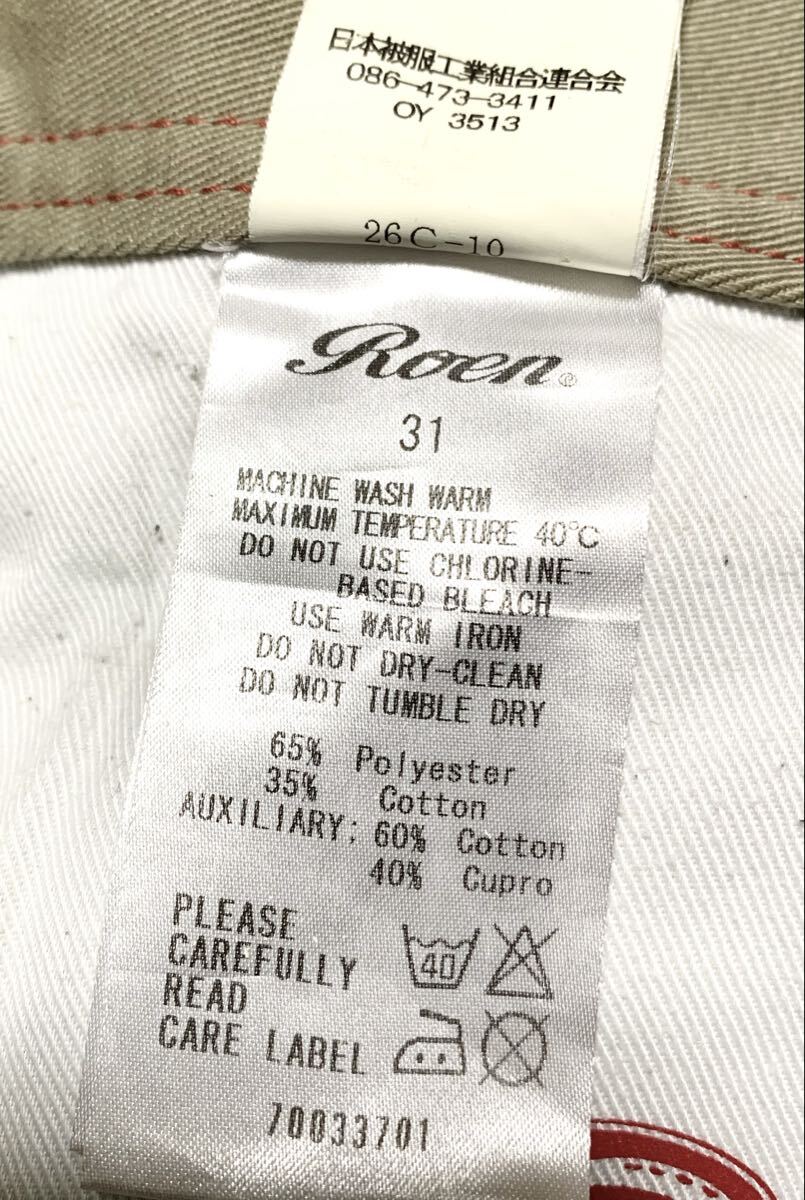 日本被服工業組合連合会
086-473-3411
OY 3513
26C-10
Roen®
31
MACHINE WASH WARM
MAXIMUM TEMPERATURE 40℃
DO NOT USE CHLORINE-
BASED BLEACH
USE WARM IRON
DO NOT DRY-CLEAN
DO NOT TUMBLE DRY
65% Polyester
35% Cotton
AUXILIARY; 60% Cotton
40% Cupro
PLEASE
CAREFULLY
READ
CARE LABEL
40
70033701